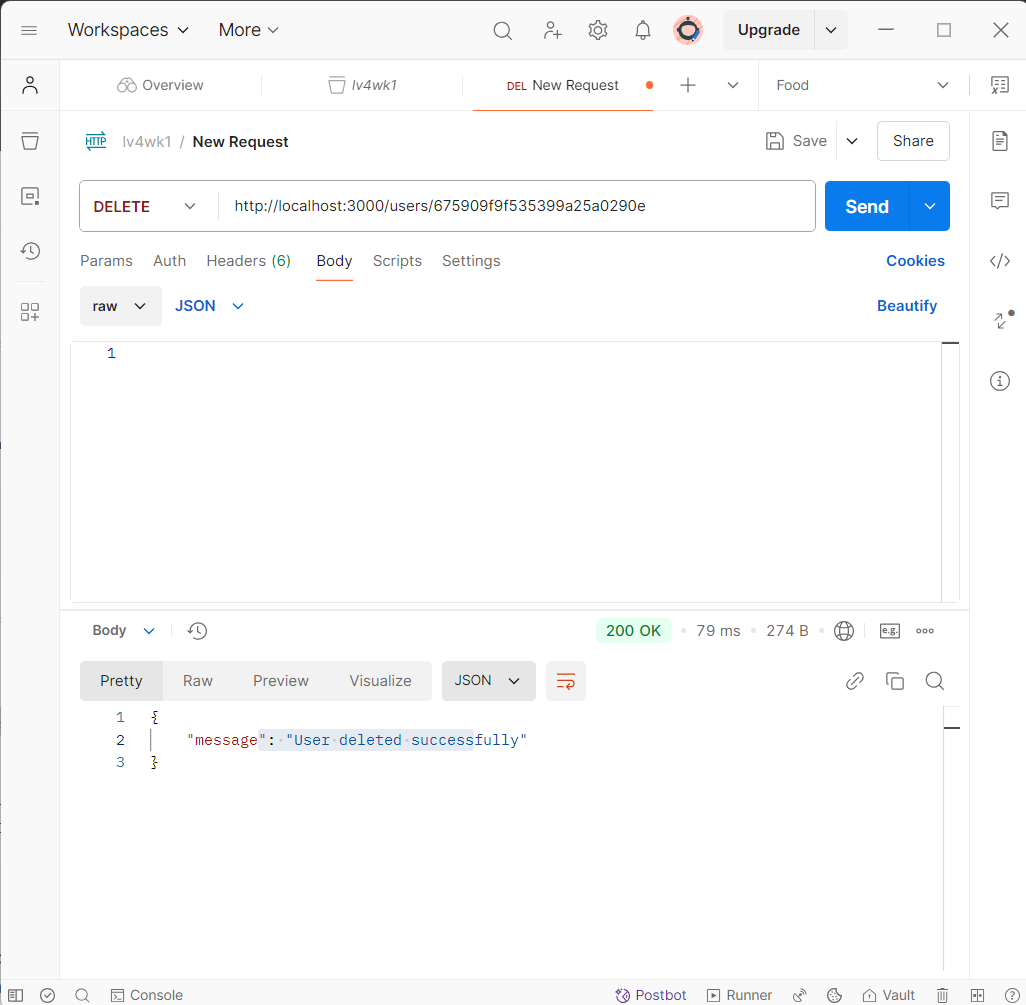 Workspaces More Upgrade
Overview lv4wk1 DEL New Request Food
HTTP lv4wk1 / New Request Save Share
DELETE http://localhost:3000/users/675909f9f535399a25a0290e Send
Params Auth Headers (6) Body Scripts Settings Cookies
raw JSON Beautify
1
Body 200 OK 79 ms 274 B e.g.
Pretty Raw Preview Visualize JSON
1 {
2 "message": "User deleted successfully"
3 }
Console Postbot Runner Vault